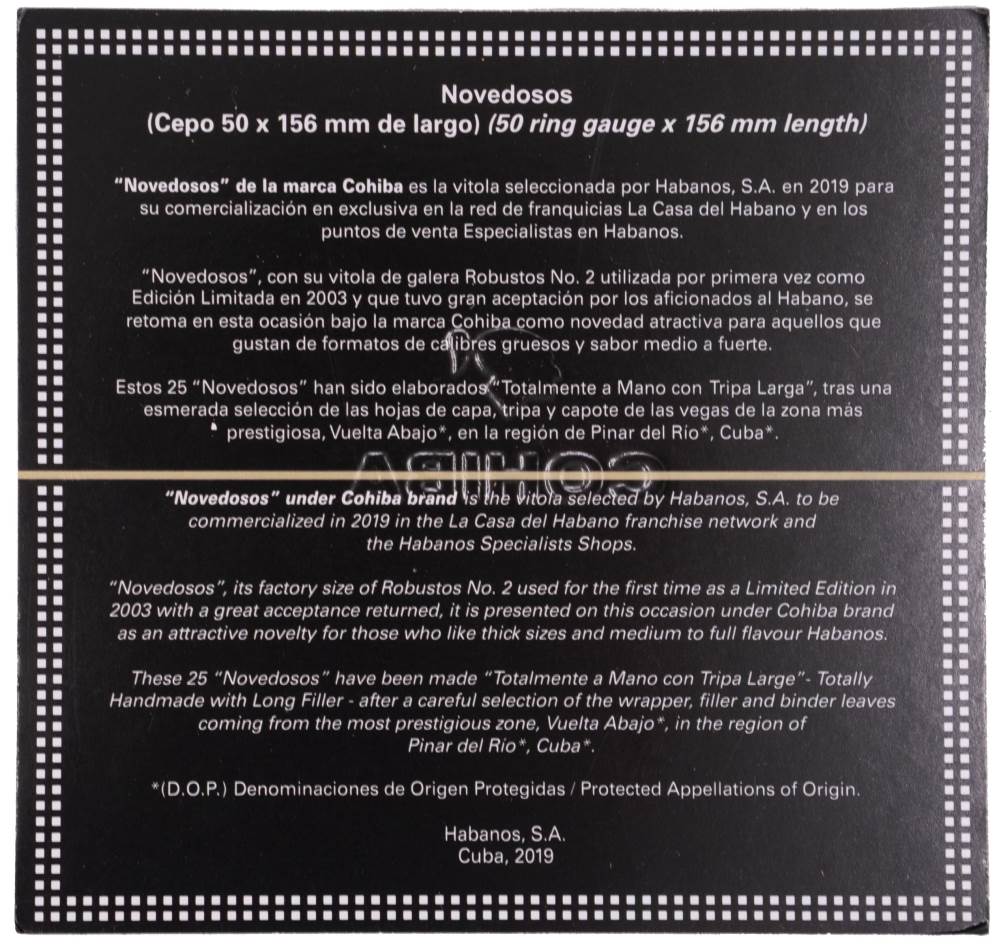 Novedosos
(Cepo 50 x 156 mm de largo) (50 ring gauge x 156 mm length)
“Novedosos” de la marca Cohiba es la vitola seleccionada por Habanos, S.A. en 2019 para
su comercialización en exclusiva en la red de franquicias La Casa del Habano y en los
puntos de venta Especialistas en Habanos.
“Novedosos”, con su vitola de galera Robustos No. 2 utilizada por primera vez como
Edición Limitada en 2003 y que tuvo gran aceptación por los aficionados al Habano, se
retoma en esta ocasión bajo la marca Cohiba como novedad atractiva para aquellos que
gustan de formatos de calibres gruesos y sabor medio a fuerte.
Estos 25 “Novedosos” han sido elaborados “Totalmente a Mano con Tripa Larga”, tras una
esmerada selección de las hojas de capa, tripa y capote de las vegas de la zona más
prestigiosa, Vuelta Abajo*, en la región de Pinar del Río*, Cuba*.
COHIBA
“Novedosos” under Cohiba brand is the vitola selected by Habanos, S.A. to be
commercialized in 2019 in the La Casa del Habano franchise network and
the Habanos Specialists Shops.
“Novedosos”, its factory size of Robustos No. 2 used for the first time as a Limited Edition in
2003 with a great acceptance returned, it is presented on this occasion under Cohiba brand
as an attractive novelty for those who like thick sizes and medium to full flavour Habanos.
These 25 “Novedosos” have been made “Totalmente a Mano con Tripa Large”- Totally
Handmade with Long Filler - after a careful selection of the wrapper, filler and binder leaves
coming from the most prestigious zone, Vuelta Abajo*, in the region of
Pinar del Río*, Cuba*.
*(D.O.P.) Denominaciones de Origen Protegidas / Protected Appellations of Origin.
Habanos, S.A.
Cuba, 2019